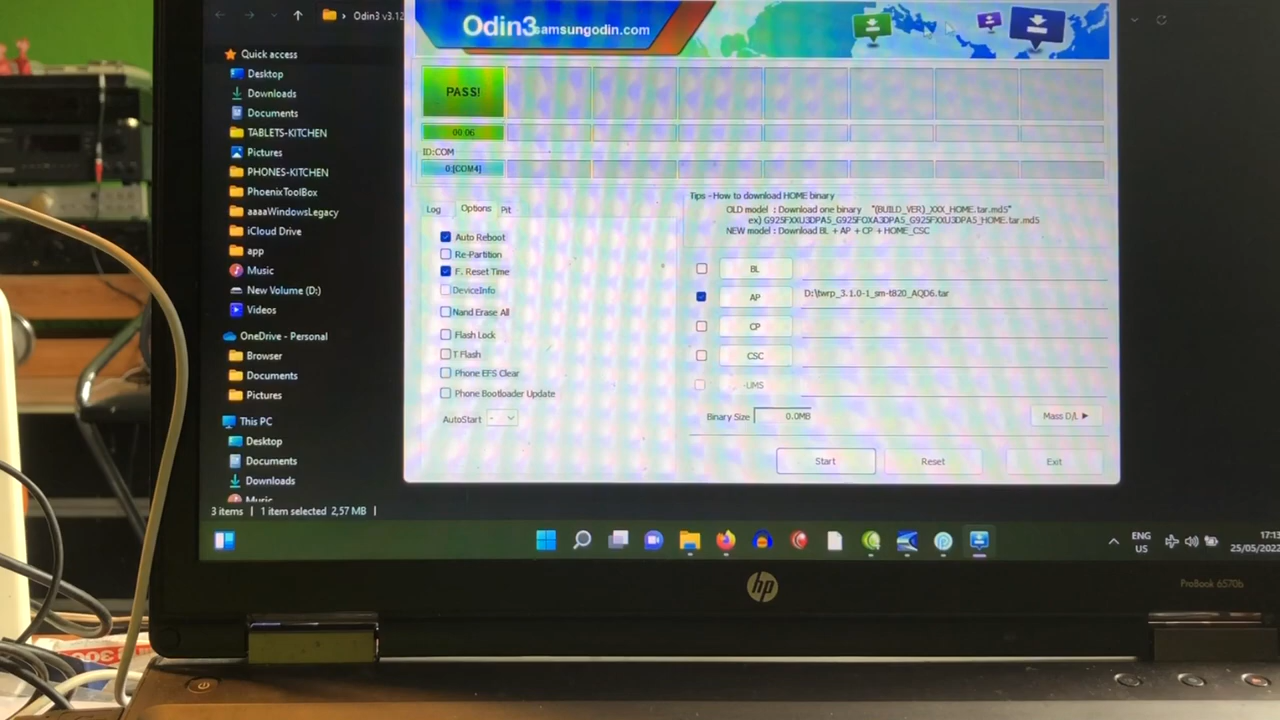 Odin3 v3.12
Odin3
samsungodin.com
Quick access
Desktop
Downloads
Documents
TABLETS-KITCHEN
Pictures
PHONES-KITCHEN
PhoenixToolBox
aaaaWindowsLegacy
iCloud Drive
app
Music
New Volume (D:)
Videos
OneDrive - Personal
Browser
Documents
Pictures
This PC
Desktop
Documents
Downloads
Music
3 items
1 item selected 2,57 MB
PASS!
00:06
ID:COM
0:[COM4]
Log
Options
Pit
Auto Reboot
Re-Partition
F. Reset Time
DeviceInfo
Nand Erase All
Flash Lock
T Flash
Phone EFS Clear
Phone Bootloader Update
AutoStart
-
Tips - How to download HOME binary
OLD model : Download one binary "(BUILD_VER)_XXX_HOME.tar.md5"
ex) G925FXXU3DPA5_G925FOXA3DPA5_G925FXXU3DPA5_HOME.tar.md5
NEW model : Download BL + AP + CP + HOME_CSC
BL
AP
D:\twrp_3.1.0-1_sm-t820_AQD6.tar
CP
CSC
-UMS
Binary Size
0.0MB
Mass D/L
Start
Reset
Exit
ENG
US
17:13
25/05/2022
hp
ProBook 6570b
300